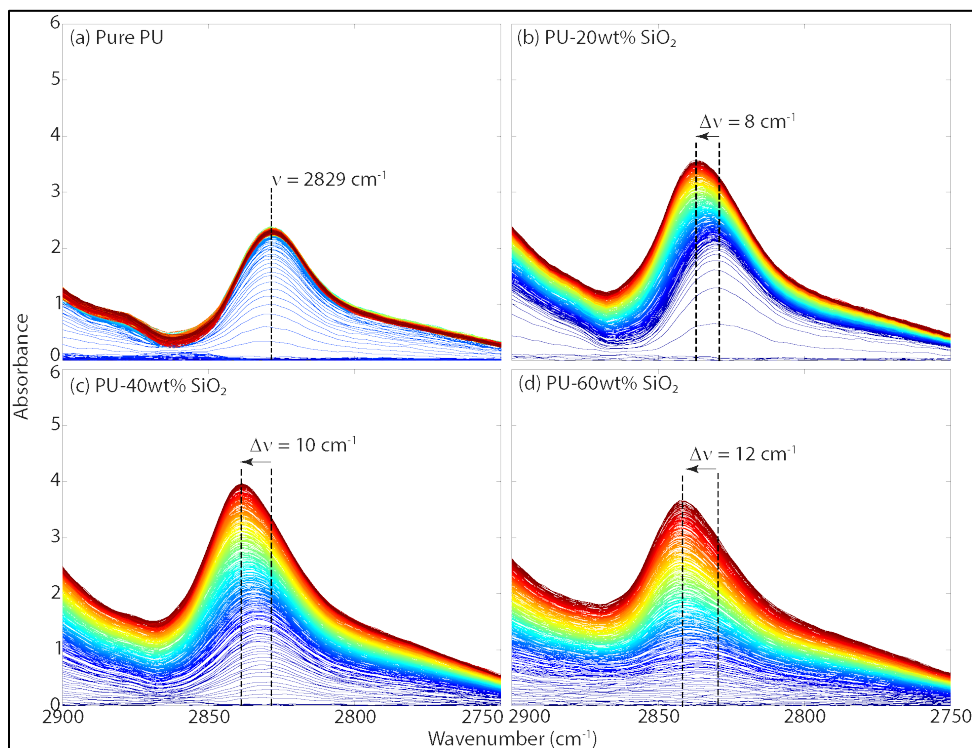 (a) Pure PU
(b) PU-20wt% SiO₂
6
5
4
3
2
1
0
ν = 2829 cm⁻¹
Δν = 8 cm⁻¹
Absorbance
(c) PU-40wt% SiO₂
(d) PU-60wt% SiO₂
6
5
4
3
2
1
0
Δν = 10 cm⁻¹
Δν = 12 cm⁻¹
2900
2850
2800
2750
2900
2850
2800
2750
Wavenumber (cm⁻¹)